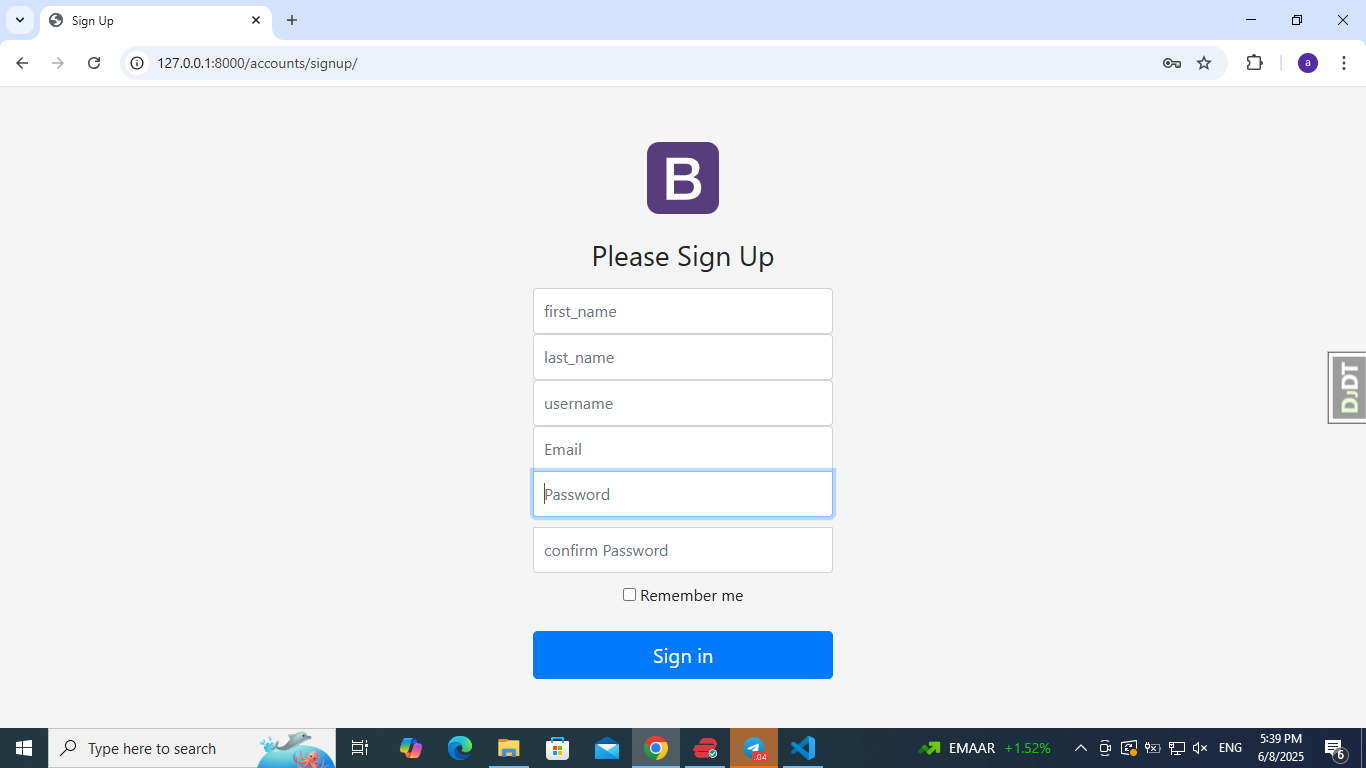 Sign Up
127.0.0.1:8000/accounts/signup/
a
B
Please Sign Up
first_name
last_name
username
Email
Password
confirm Password
Remember me
Sign in
DJDT
Type here to search
.04
EMAAR +1.52%
ENG
5:39 PM
6/8/2025
6